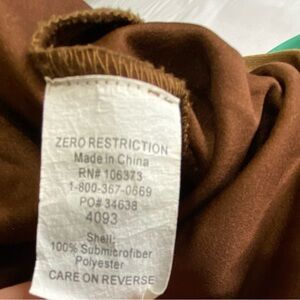 ZERO RESTRICTION
Made in China
RN# 106373
1-800-367-0669
PO# 34638
4093
Shell:
100% Submicrofiber
Polyester
CARE ON REVERSE